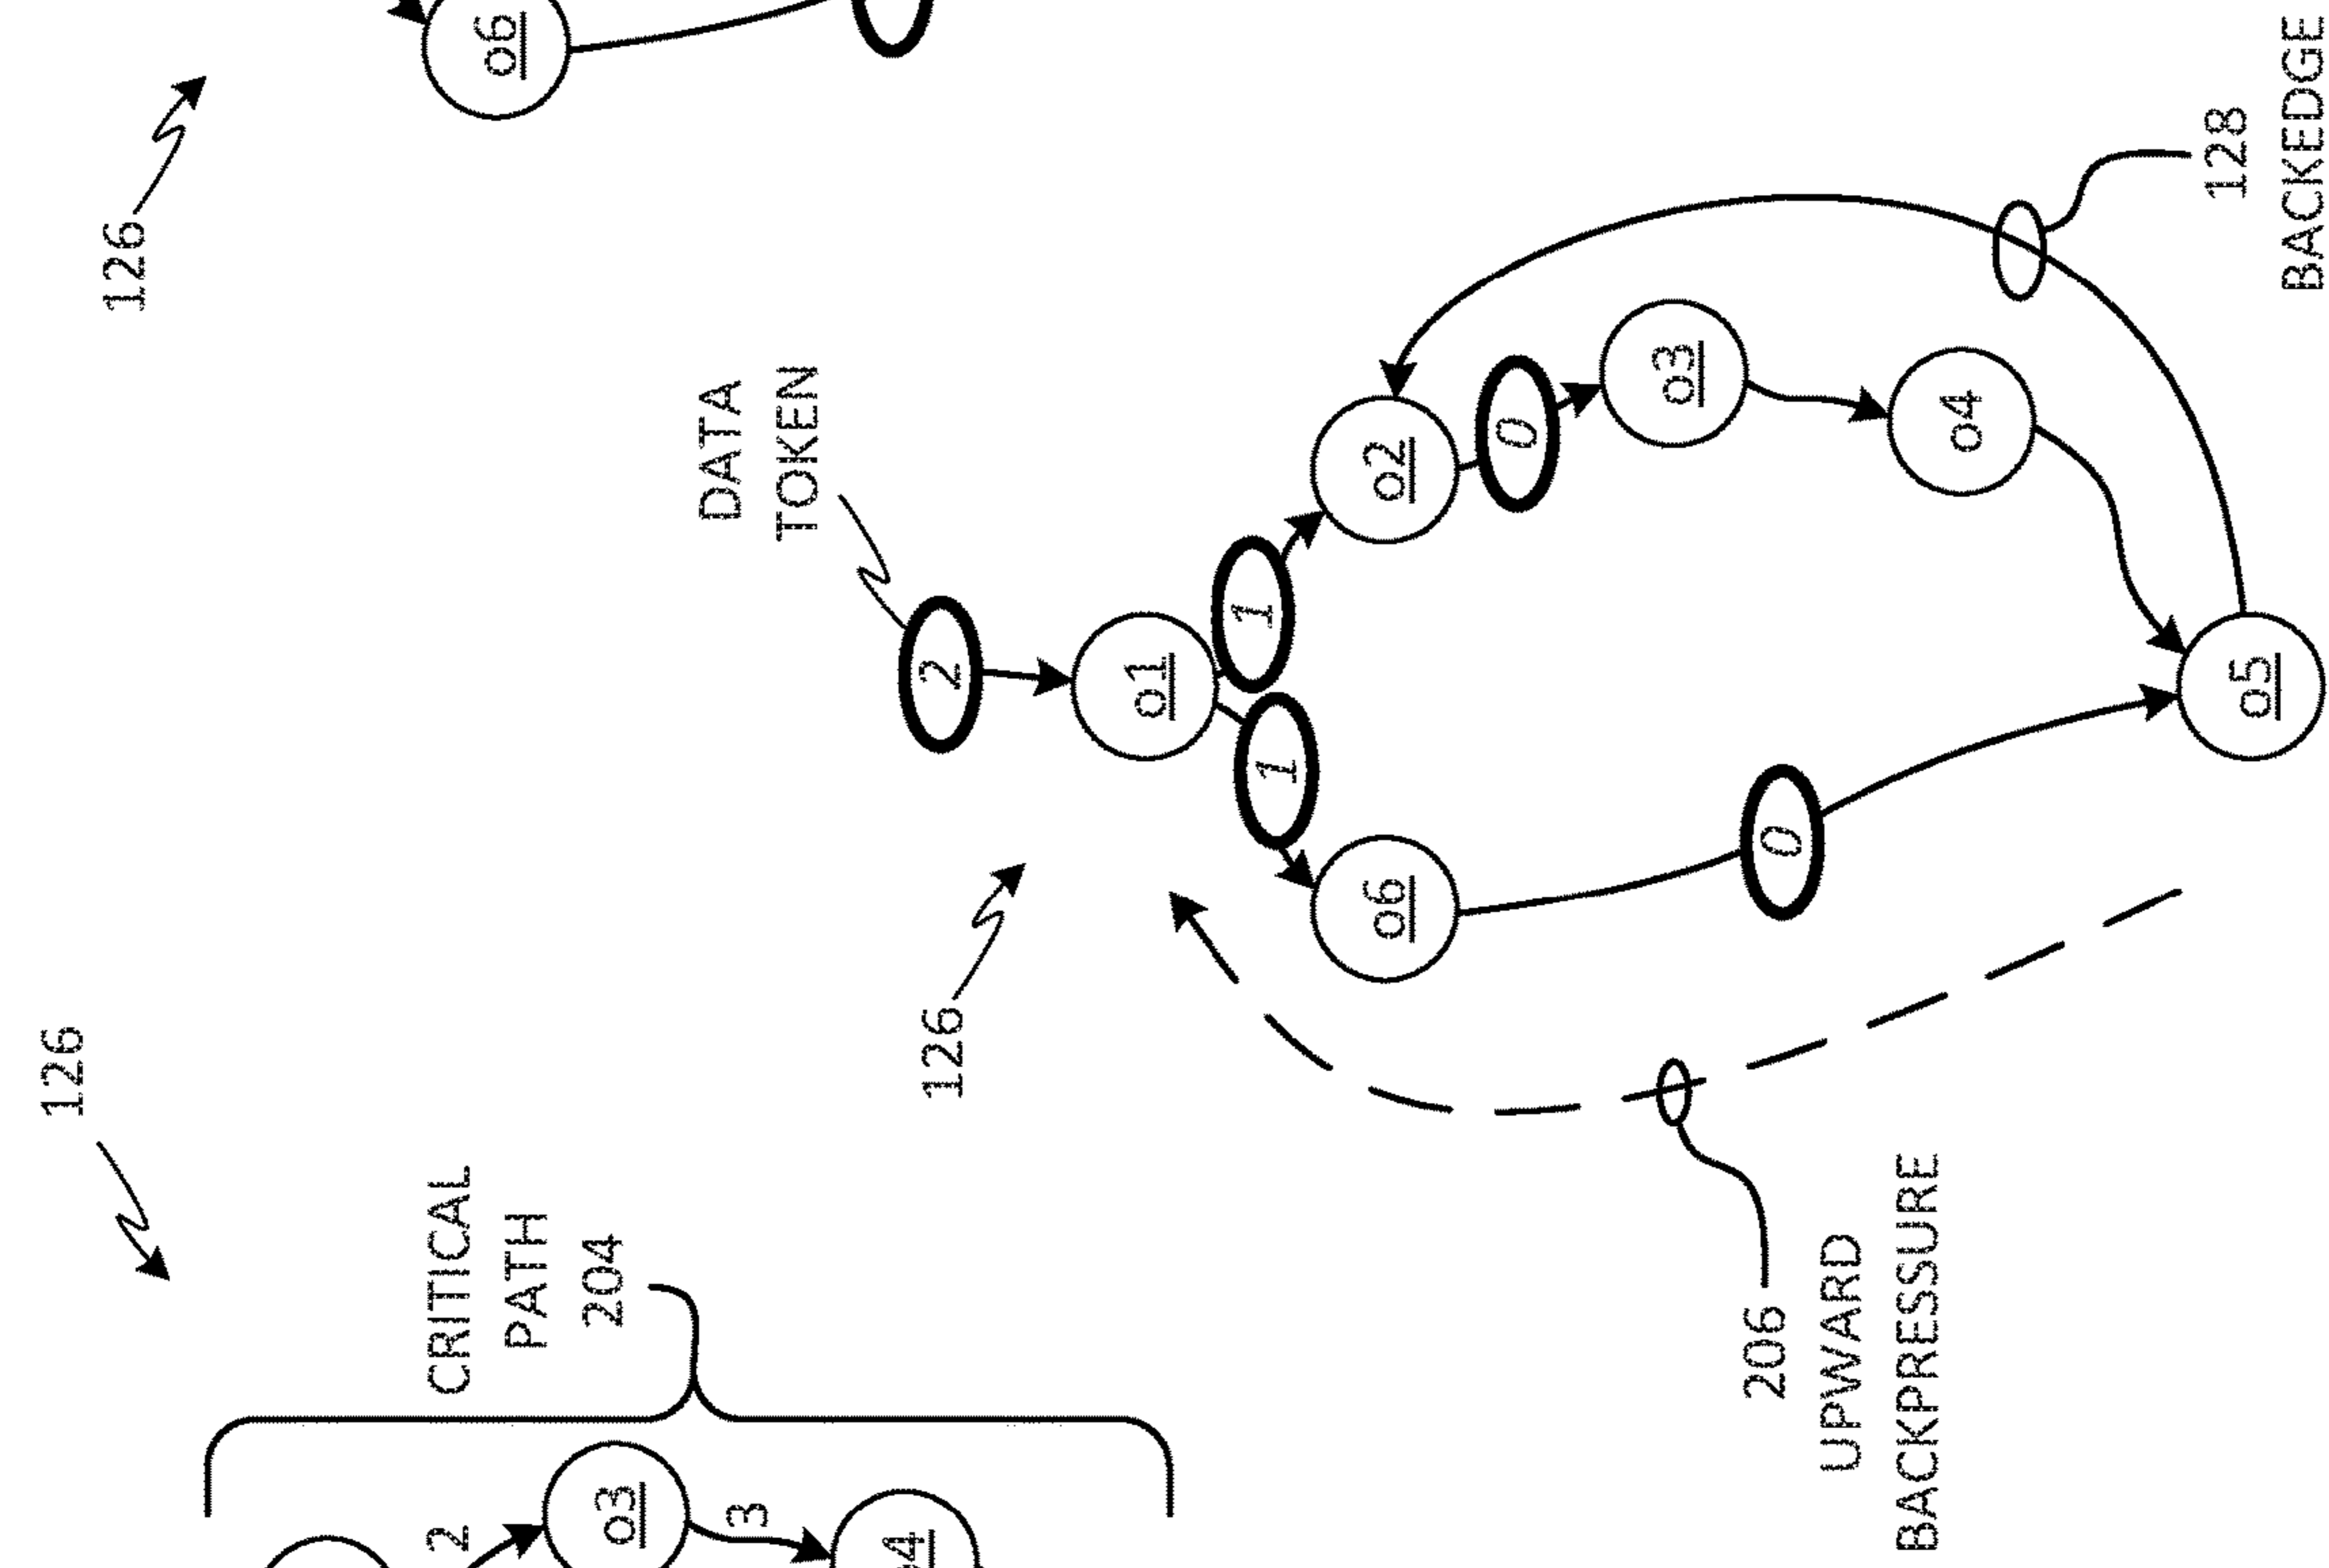 126
126
2
o3
3
o4
CRITICAL
PATH
204
o6
DATA
TOKEN
126
2
o1
1
1
o6
o2
0
o3
0
o4
o5
206
UPWARD
BACKPRESSURE
128
BACKEDGE